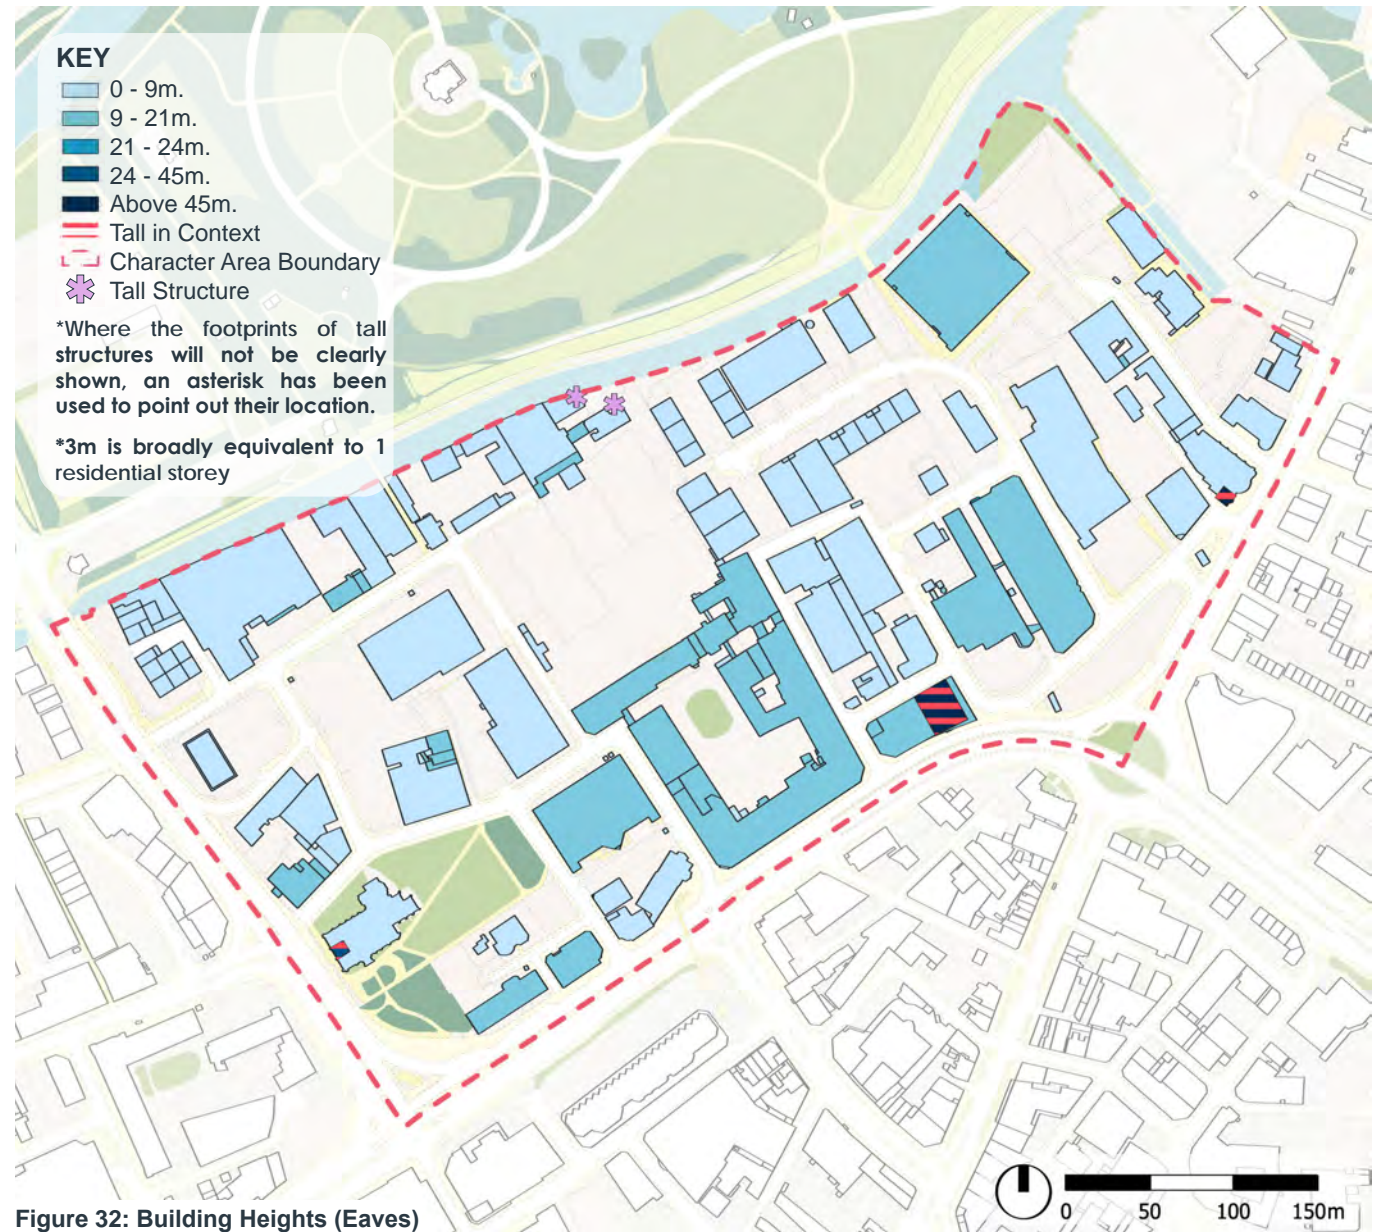 KEY
0 - 9m.
9 - 21m.
21 - 24m.
24 - 45m.
Above 45m.
Tall in Context
Character Area Boundary
Tall Structure
*Where the footprints of tall
structures will not be clearly
shown, an asterisk has been
used to point out their location.
*3m is broadly equivalent to 1
residential storey
0 50 100 150m
Figure 32: Building Heights (Eaves)